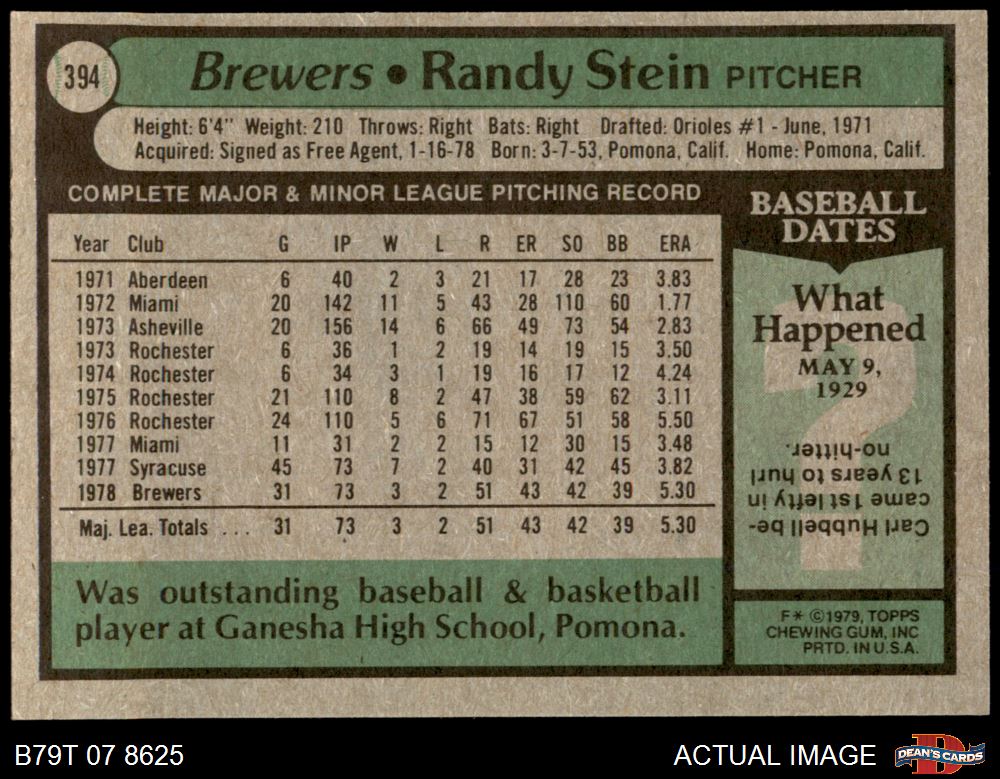 394
Brewers • Randy Stein PITCHER
Height: 6'4" Weight: 210 Throws: Right Bats: Right Drafted: Orioles #1 - June, 1971
Acquired: Signed as Free Agent, 1-16-78 Born: 3-7-53, Pomona, Calif. Home: Pomona, Calif.
COMPLETE MAJOR & MINOR LEAGUE PITCHING RECORD
Year Club G IP W L R ER SO BB ERA
1971 Aberdeen 6 40 2 3 21 17 28 23 3.83
1972 Miami 20 142 11 5 43 28 110 60 1.77
1973 Asheville 20 156 14 6 66 49 73 54 2.83
1973 Rochester 6 36 1 2 19 14 19 15 3.50
1974 Rochester 6 34 3 1 19 16 17 12 4.24
1975 Rochester 21 110 8 2 47 38 59 62 3.11
1976 Rochester 24 110 5 6 71 67 51 58 5.50
1977 Miami 11 31 2 2 15 12 30 15 3.48
1977 Syracuse 45 73 7 2 40 31 42 45 3.82
1978 Brewers 31 73 3 2 51 43 42 39 5.30
Maj. Lea. Totals . . . 31 73 3 2 51 43 42 39 5.30
Was outstanding baseball & basketball
player at Ganesha High School, Pomona.
BASEBALL
DATES
What
Happened
MAY 9,
1929
Carl Hubbell be-
came 1st lefty in
13 years to hurl
no-hitter.
F* ©1979, TOPPS
CHEWING GUM, INC
PRTD. IN U.S.A.
B79T 07 8625
ACTUAL IMAGE
DEAN'S CARDS